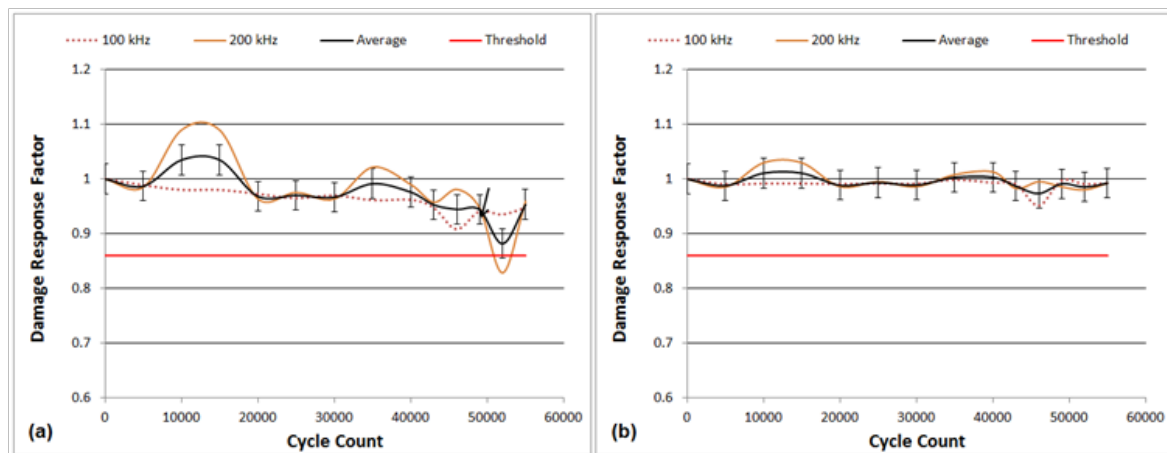 100 kHz 200 kHz Average Threshold
Damage Response Factor
1.2
1.1
1
0.9
0.8
0.7
0.6
0 10000 20000 30000 40000 50000 60000
(a) Cycle Count
100 kHz 200 kHz Average Threshold
Damage Response Factor
1.2
1.1
1
0.9
0.8
0.7
0.6
0 10000 20000 30000 40000 50000 60000
(b) Cycle Count